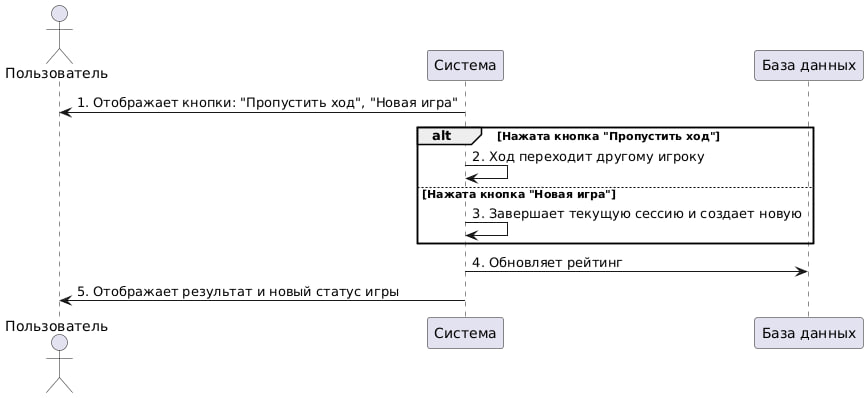 Пользователь
Система
База данных
1. Отображает кнопки: "Пропустить ход", "Новая игра"
alt
[Нажата кнопка "Пропустить ход"]
2. Ход переходит другому игроку
[Нажата кнопка "Новая игра"]
3. Завершает текущую сессию и создает новую
4. Обновляет рейтинг
5. Отображает результат и новый статус игры
Пользователь
Система
База данных